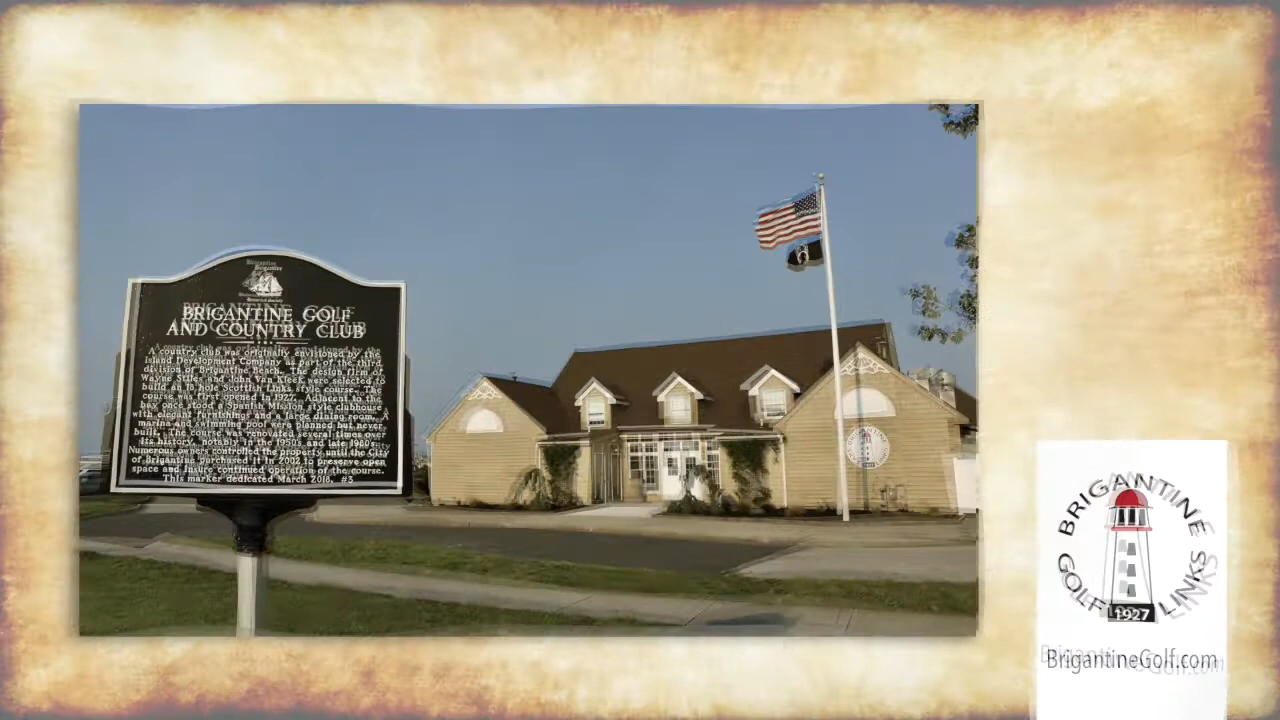 Brigantine
BRIGANTINE GOLF
AND COUNTRY CLUB
A country club was originally envisioned by the
Island Development Company as part of the third
division of Brigantine Beach. The design firm of
Wayne Stiles and John Van Kleek were selected to
build an 18 hole Scottish Links style course. The
course was first opened in 1927. Adjacent to the
bay once stood a Spanish Mission style clubhouse
with elegant furnishings and a large dining room. A
marina and swimming pool were planned but never
built. The course was renovated several times over
its history, notably in the 1950's and late 1980's.
Numerous owners controlled the property until the City
of Brigantine purchased it in 2002 to preserve open
space and insure continued operation of the course.
This marker dedicated March 2018, #3
BRIGANTINE
BRIGANTINE
GOLF LINKS
1927
BrigantineGolf.com